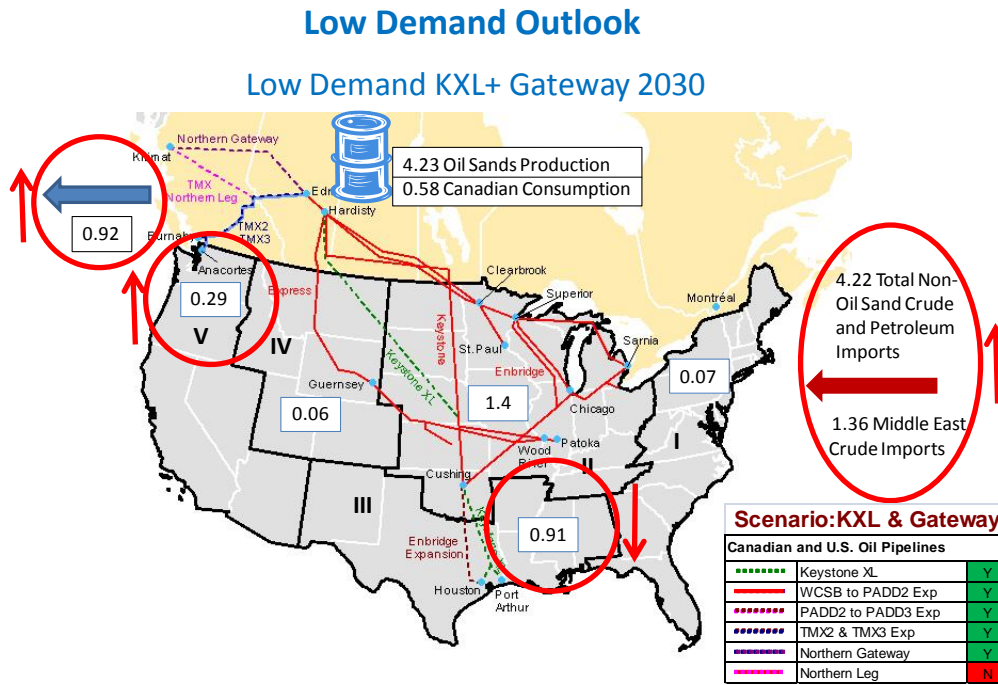 Low Demand Outlook
Low Demand KXL+ Gateway 2030
Northern Gateway
Kitimat
TMX
Northern Leg
4.23 Oil Sands Production
0.58 Canadian Consumption
Hardisty
0.92
TMX2
TMX3
Anacortes
0.29
V
Express
IV
Clearbrook
Superior
Montréal
4.22 Total Non-
Oil Sand Crude
and Petroleum
Imports
1.36 Middle East
Crude Imports
Keystone
Keystone XL
St.Paul
Enbridge
Sarnia
Guernsey
0.06
1.4
Chicago
0.07
I
Wood
River
Patoka
II
Cushing
III
0.91
Enbridge
Expansion
Houston
Port
Arthur
Scenario:KXL & Gateway
Canadian and U.S. Oil Pipelines
Keystone XL Y
WCSB to PADD2 Exp Y
PADD2 to PADD3 Exp Y
TMX2 & TMX3 Exp Y
Northern Gateway Y
Northern Leg N